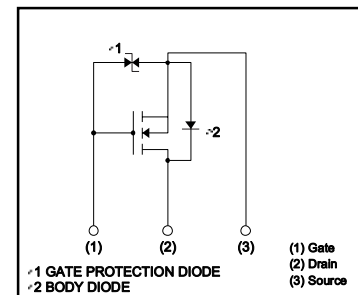 *1
*2
(1) (2) (3)
(1) Gate
(2) Drain
(3) Source
*1 GATE PROTECTION DIODE
*2 BODY DIODE